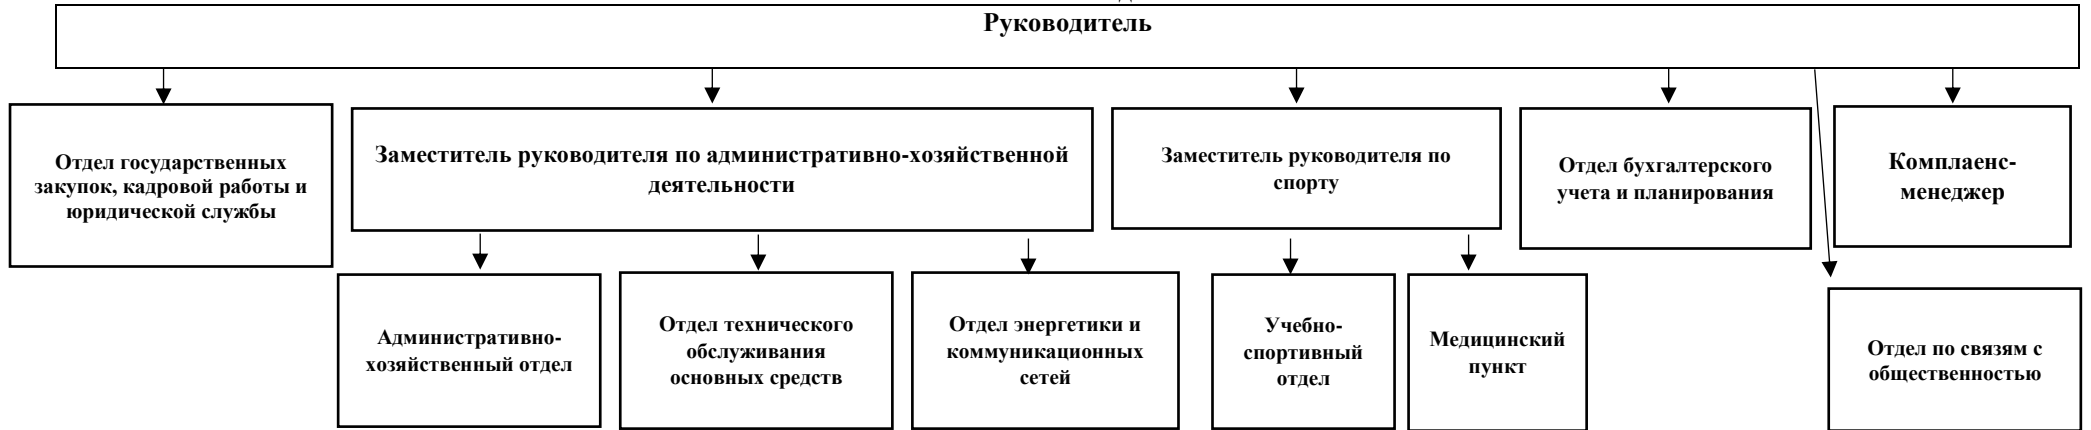 Руководитель
Отдел государственных
закупок, кадровой работы и
юридической службы
Заместитель руководителя по административно-хозяйственной
деятельности
Заместитель руководителя по
спорту
Отдел бухгалтерского
учета и планирования
Комплаенс-
менеджер
Административно-
хозяйственный отдел
Отдел технического
обслуживания
основных средств
Отдел энергетики и
коммуникационных
сетей
Учебно-
спортивный
отдел
Медицинский
пункт
Отдел по связям с
общественностью